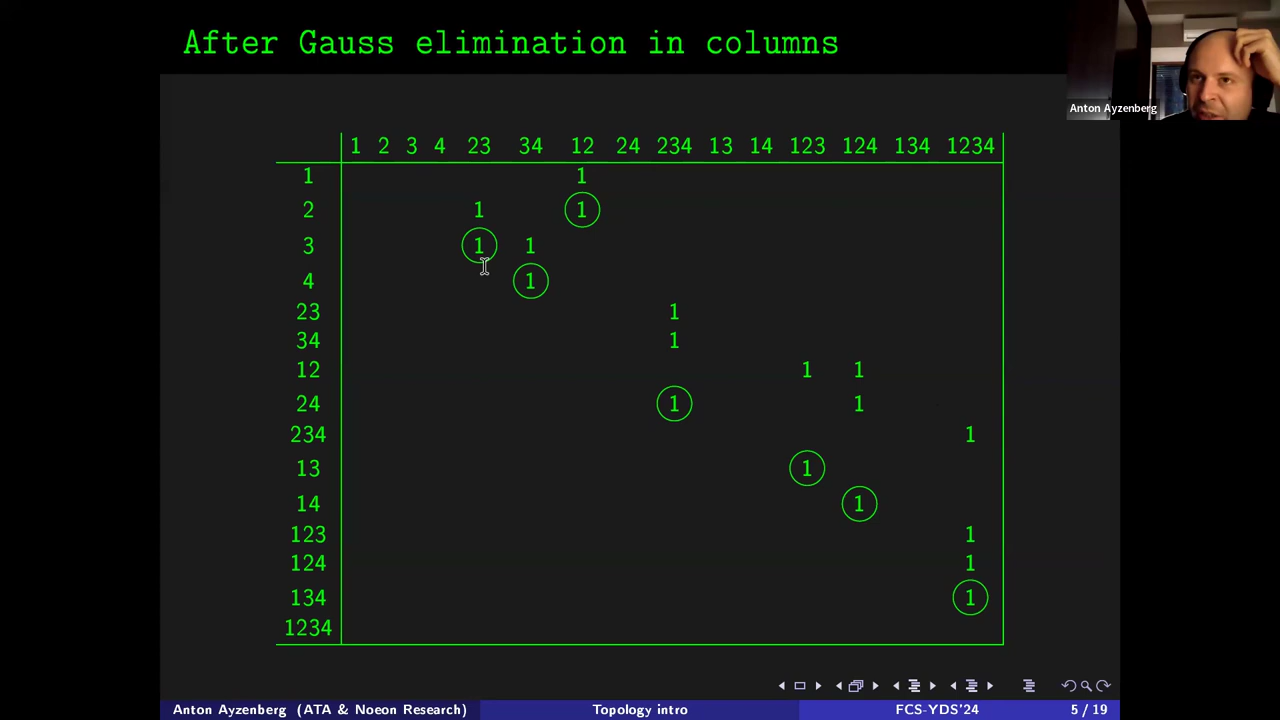 After Gauss elimination in columns
Anton Ayzenberg
1 2 3 4 23 34 12 24 234 13 14 123 124 134 1234
1 1
2 1 1
3 1 1
4 1
23 1
34 1
12 1 1
24 1 1
234 1
13 1
14 1
123 1
124 1
134 1
1234
Anton Ayzenberg (ATA & Noeon Research) Topology intro FCS-YDS'24 5 / 19